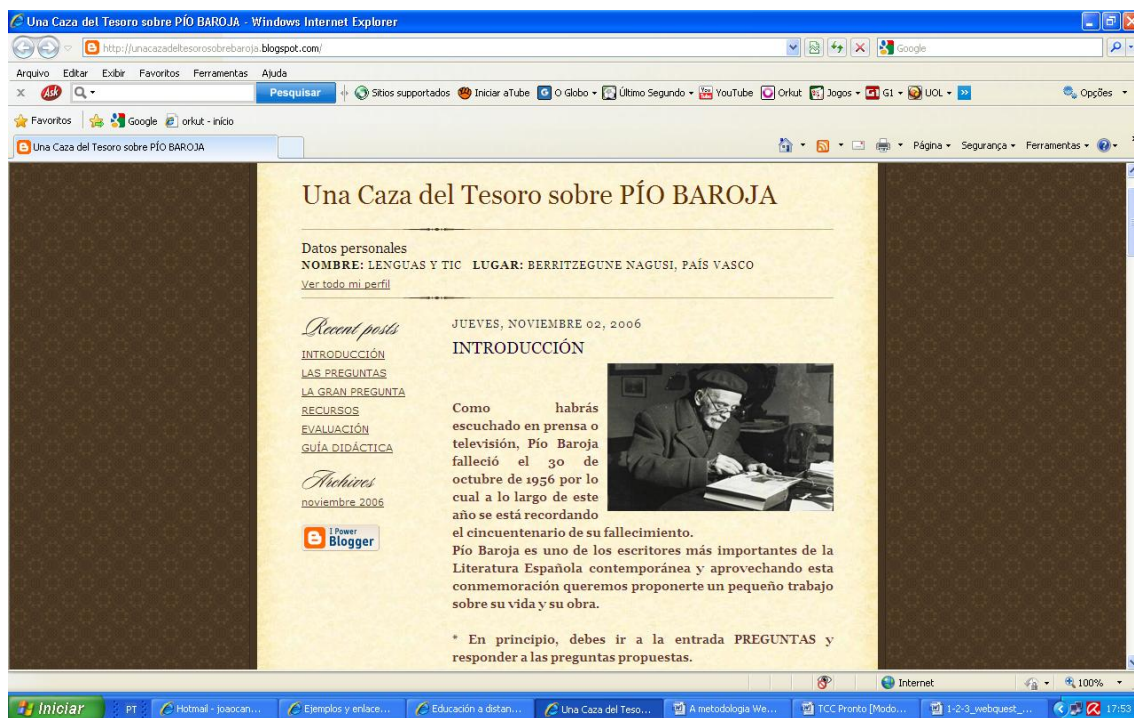 Una Caza del Tesoro sobre PÍO BAROJA - Windows Internet Explorer
http://unacazadeltesorosobrebaroja.blogspot.com/
Google
Arquivo Editar Exibir Favoritos Ferramentas Ajuda
x Ask Pesquisar Sitios supportados Iniciar aTube O Globo Último Segundo YouTube Orkut Jogos G1 UOL Opções
Favoritos Google orkut - início
Una Caza del Tesoro sobre PÍO BAROJA
Página Segurança Ferramentas
Una Caza del Tesoro sobre PÍO BAROJA
Datos personales
NOMBRE: LENGUAS Y TIC LUGAR: BERRITZEGUNE NAGUSI, PAÍS VASCO
Ver todo mi perfil
Recent posts
INTRODUCCIÓN
LAS PREGUNTAS
LA GRAN PREGUNTA
RECURSOS
EVALUACIÓN
GUÍA DIDÁCTICA
Archives
noviembre 2006
I Power
Blogger
JUEVES, NOVIEMBRE 02, 2006
INTRODUCCIÓN
Como habrás
escuchado en prensa o
televisión, Pío Baroja
falleció el 30 de
octubre de 1956 por lo
cual a lo largo de este
año se está recordando
el cincuentenario de su fallecimiento.
Pío Baroja es uno de los escritores más importantes de la
Literatura Española contemporánea y aprovechando esta
conmemoración queremos proponerte un pequeño trabajo
sobre su vida y su obra.
* En principio, debes ir a la entrada PREGUNTAS y
responder a las preguntas propuestas.
Internet 100%
Iniciar PT Hotmail - joaocan... Ejemplos y enlace... Educación a distan... Una Caza del Teso... A metodologia We... TCC Pronto [Modo... 1-2-3_webquest_... 17:53